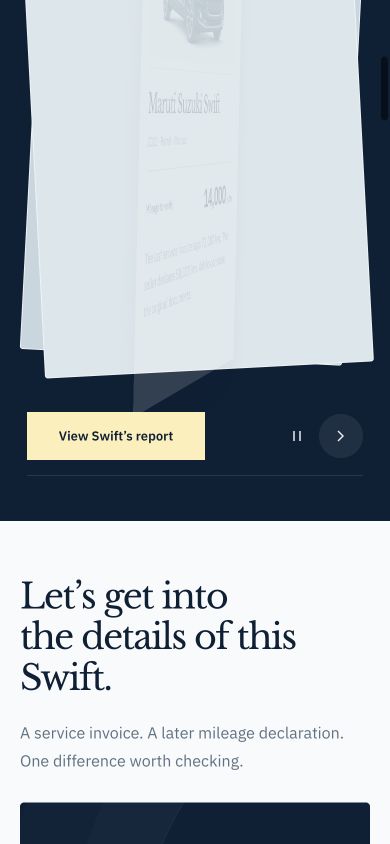 Maruti Suzuki Swift
14,000
View Swift’s report
Let’s get into
the details of this
Swift.
A service invoice. A later mileage declaration.
One difference worth checking.